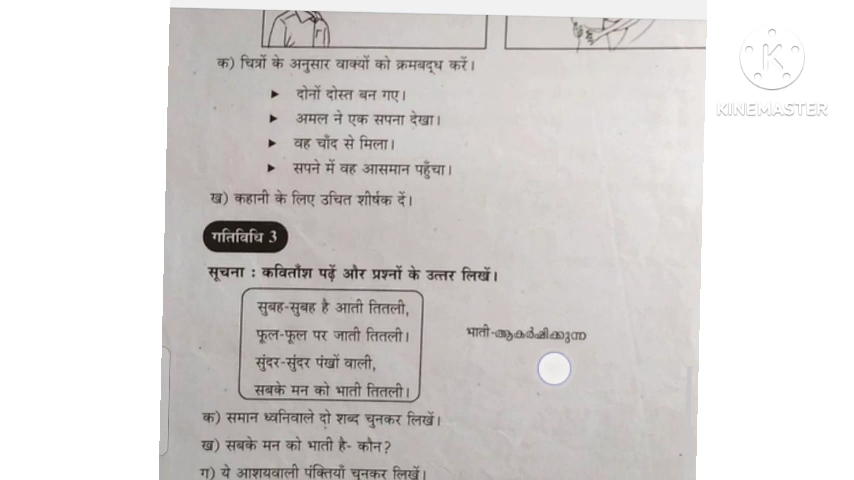 क) चित्रों के अनुसार वाक्यों को क्रमबद्ध करें।
► दोनों दोस्त बन गए।
► अमल ने एक सपना देखा।
► वह चाँद से मिला।
► सपने में वह आसमान पहुँचा।
ख) कहानी के लिए उचित शीर्षक दें।
गतिविधि 3
सूचना : कविताँश पढ़ें और प्रश्नों के उत्तर लिखें।
सुबह-सुबह है आती तितली,
फूल-फूल पर जाती तितली।
सुंदर-सुंदर पंखों वाली,
सबके मन को भाती तितली।
भाती-ആകർഷിക്കുന്ന
क) समान ध्वनिवाले दो शब्द चुनकर लिखें।
ख) सबके मन को भाती है- कौन?
ग) ये आशयवाली पंक्तियाँ चुनकर लिखें।
K
KINEMASTER